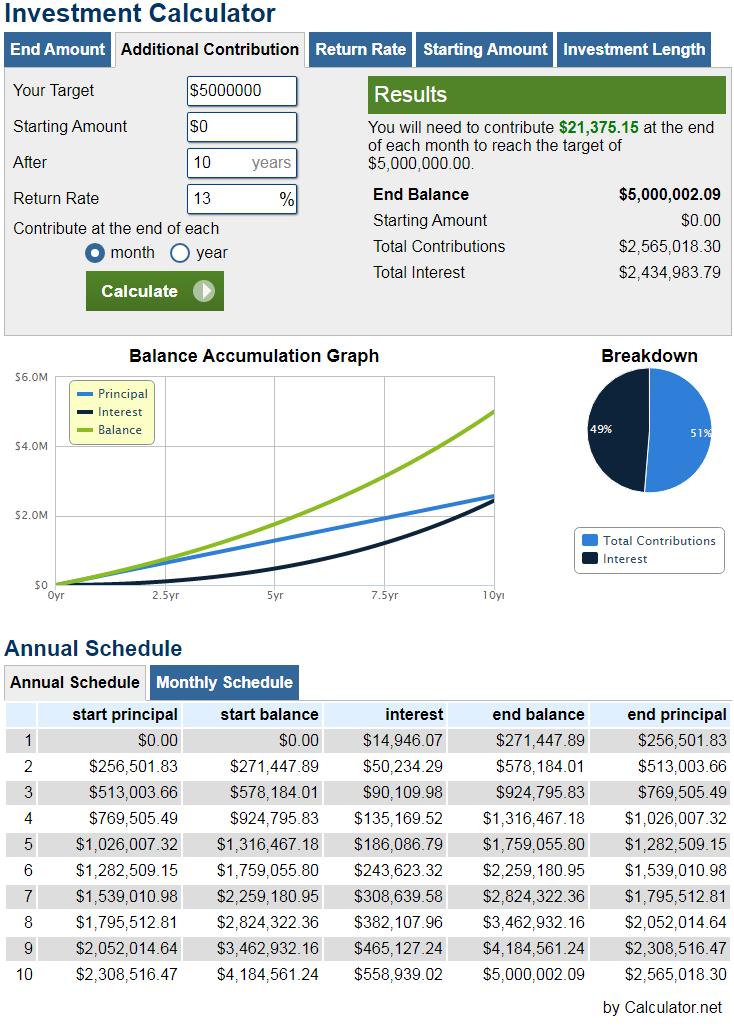 Investment Calculator
End Amount
Additional Contribution
Return Rate
Starting Amount
Investment Length
Your Target $5000000
Starting Amount $0
After 10 years
Return Rate 13 %
Contribute at the end of each
month year
Calculate
Results
You will need to contribute $21,375.15 at the end
of each month to reach the target of
$5,000,000.00.
End Balance $5,000,002.09
Starting Amount $0.00
Total Contributions $2,565,018.30
Total Interest $2,434,983.79
Balance Accumulation Graph
$6.0M
$4.0M
$2.0M
$0
Principal
Interest
Balance
0yr 2.5yr 5yr 7.5yr 10yr
Breakdown
49%
51%
Total Contributions
Interest
Annual Schedule
Annual Schedule
Monthly Schedule
start principal start balance interest end balance end principal
1 $0.00 $0.00 $14,946.07 $271,447.89 $256,501.83
2 $256,501.83 $271,447.89 $50,234.29 $578,184.01 $513,003.66
3 $513,003.66 $578,184.01 $90,109.98 $924,795.83 $769,505.49
4 $769,505.49 $924,795.83 $135,169.52 $1,316,467.18 $1,026,007.32
5 $1,026,007.32 $1,316,467.18 $186,086.79 $1,759,055.80 $1,282,509.15
6 $1,282,509.15 $1,759,055.80 $243,623.32 $2,259,180.95 $1,539,010.98
7 $1,539,010.98 $2,259,180.95 $308,639.58 $2,824,322.36 $1,795,512.81
8 $1,795,512.81 $2,824,322.36 $382,107.96 $3,462,932.16 $2,052,014.64
9 $2,052,014.64 $3,462,932.16 $465,127.24 $4,184,561.24 $2,308,516.47
10 $2,308,516.47 $4,184,561.24 $558,939.02 $5,000,002.09 $2,565,018.30
by Calculator.net